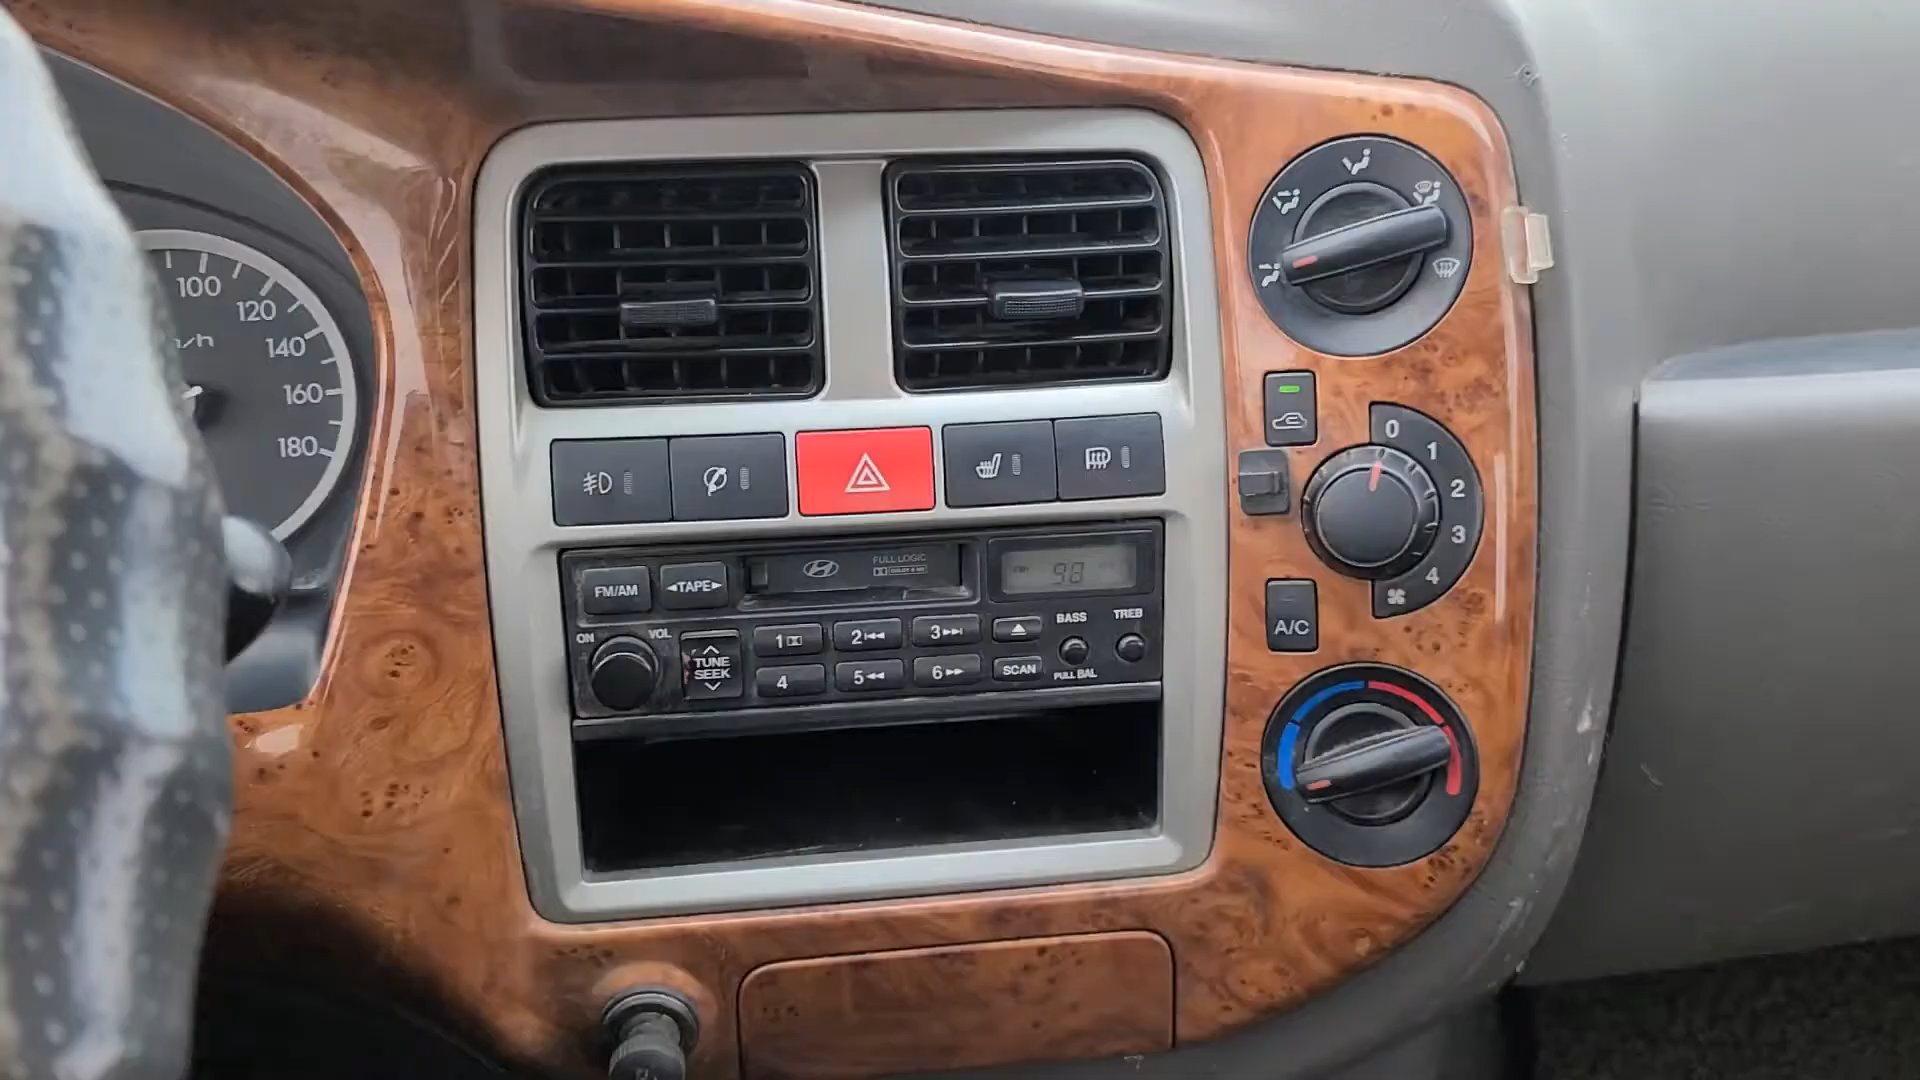 100
120
/h
140
160
180
0
1
2
3
4
FULL LOGIC
FM/AM
◄TAPE►
98
ON
VOL
TUNE
SEEK
1
2
3
4
5
6
SCAN
BASS
PULL BAL
TREB
A/C